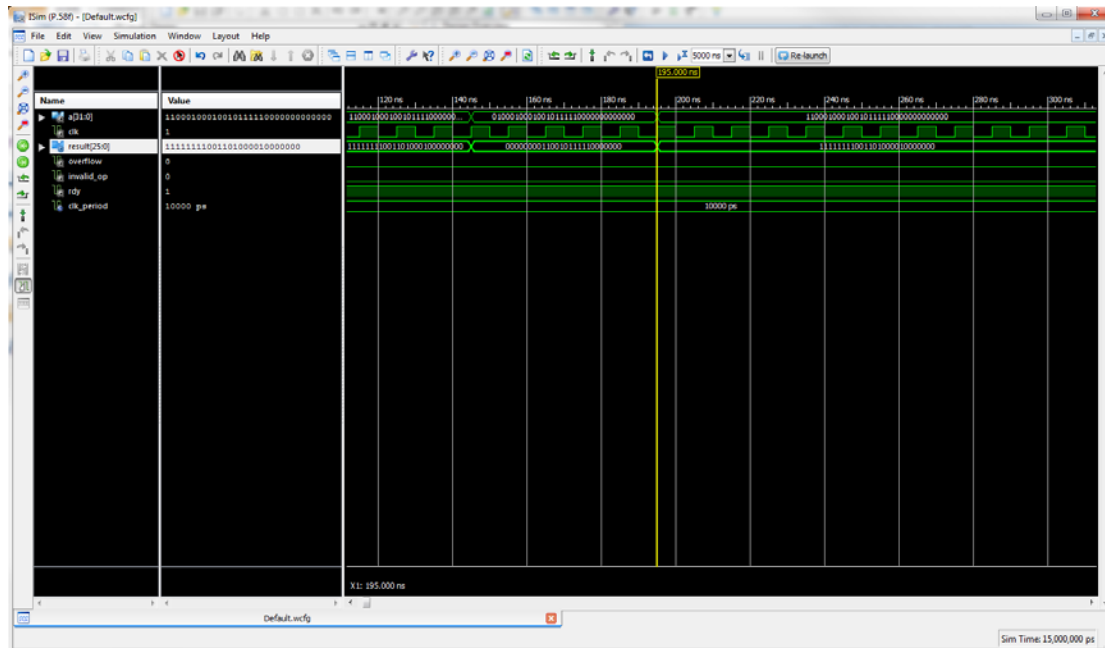 ISim (P.58f) - [Default.wcfg]
File Edit View Simulation Window Layout Help
5000 ns Re-launch
195.000 ns
Name Value 120 ns 140 ns 160 ns 180 ns 200 ns 220 ns 240 ns 260 ns 280 ns 300 ns
a[31:0] 11000100010010111110000000000000 01000100010010111110000000000000 11000100010010111110000000000000
clk 1
result[25:0] 11111111001101000010000000 11111111001101000010000000 00000000110010111110000000 11111111001101000010000000
overflow 0
invalid_op 0
rdy 1
clk_period 10000 ps 10000 ps
X1: 195.000 ns
Default.wcfg
Sim Time: 15,000,000 ps